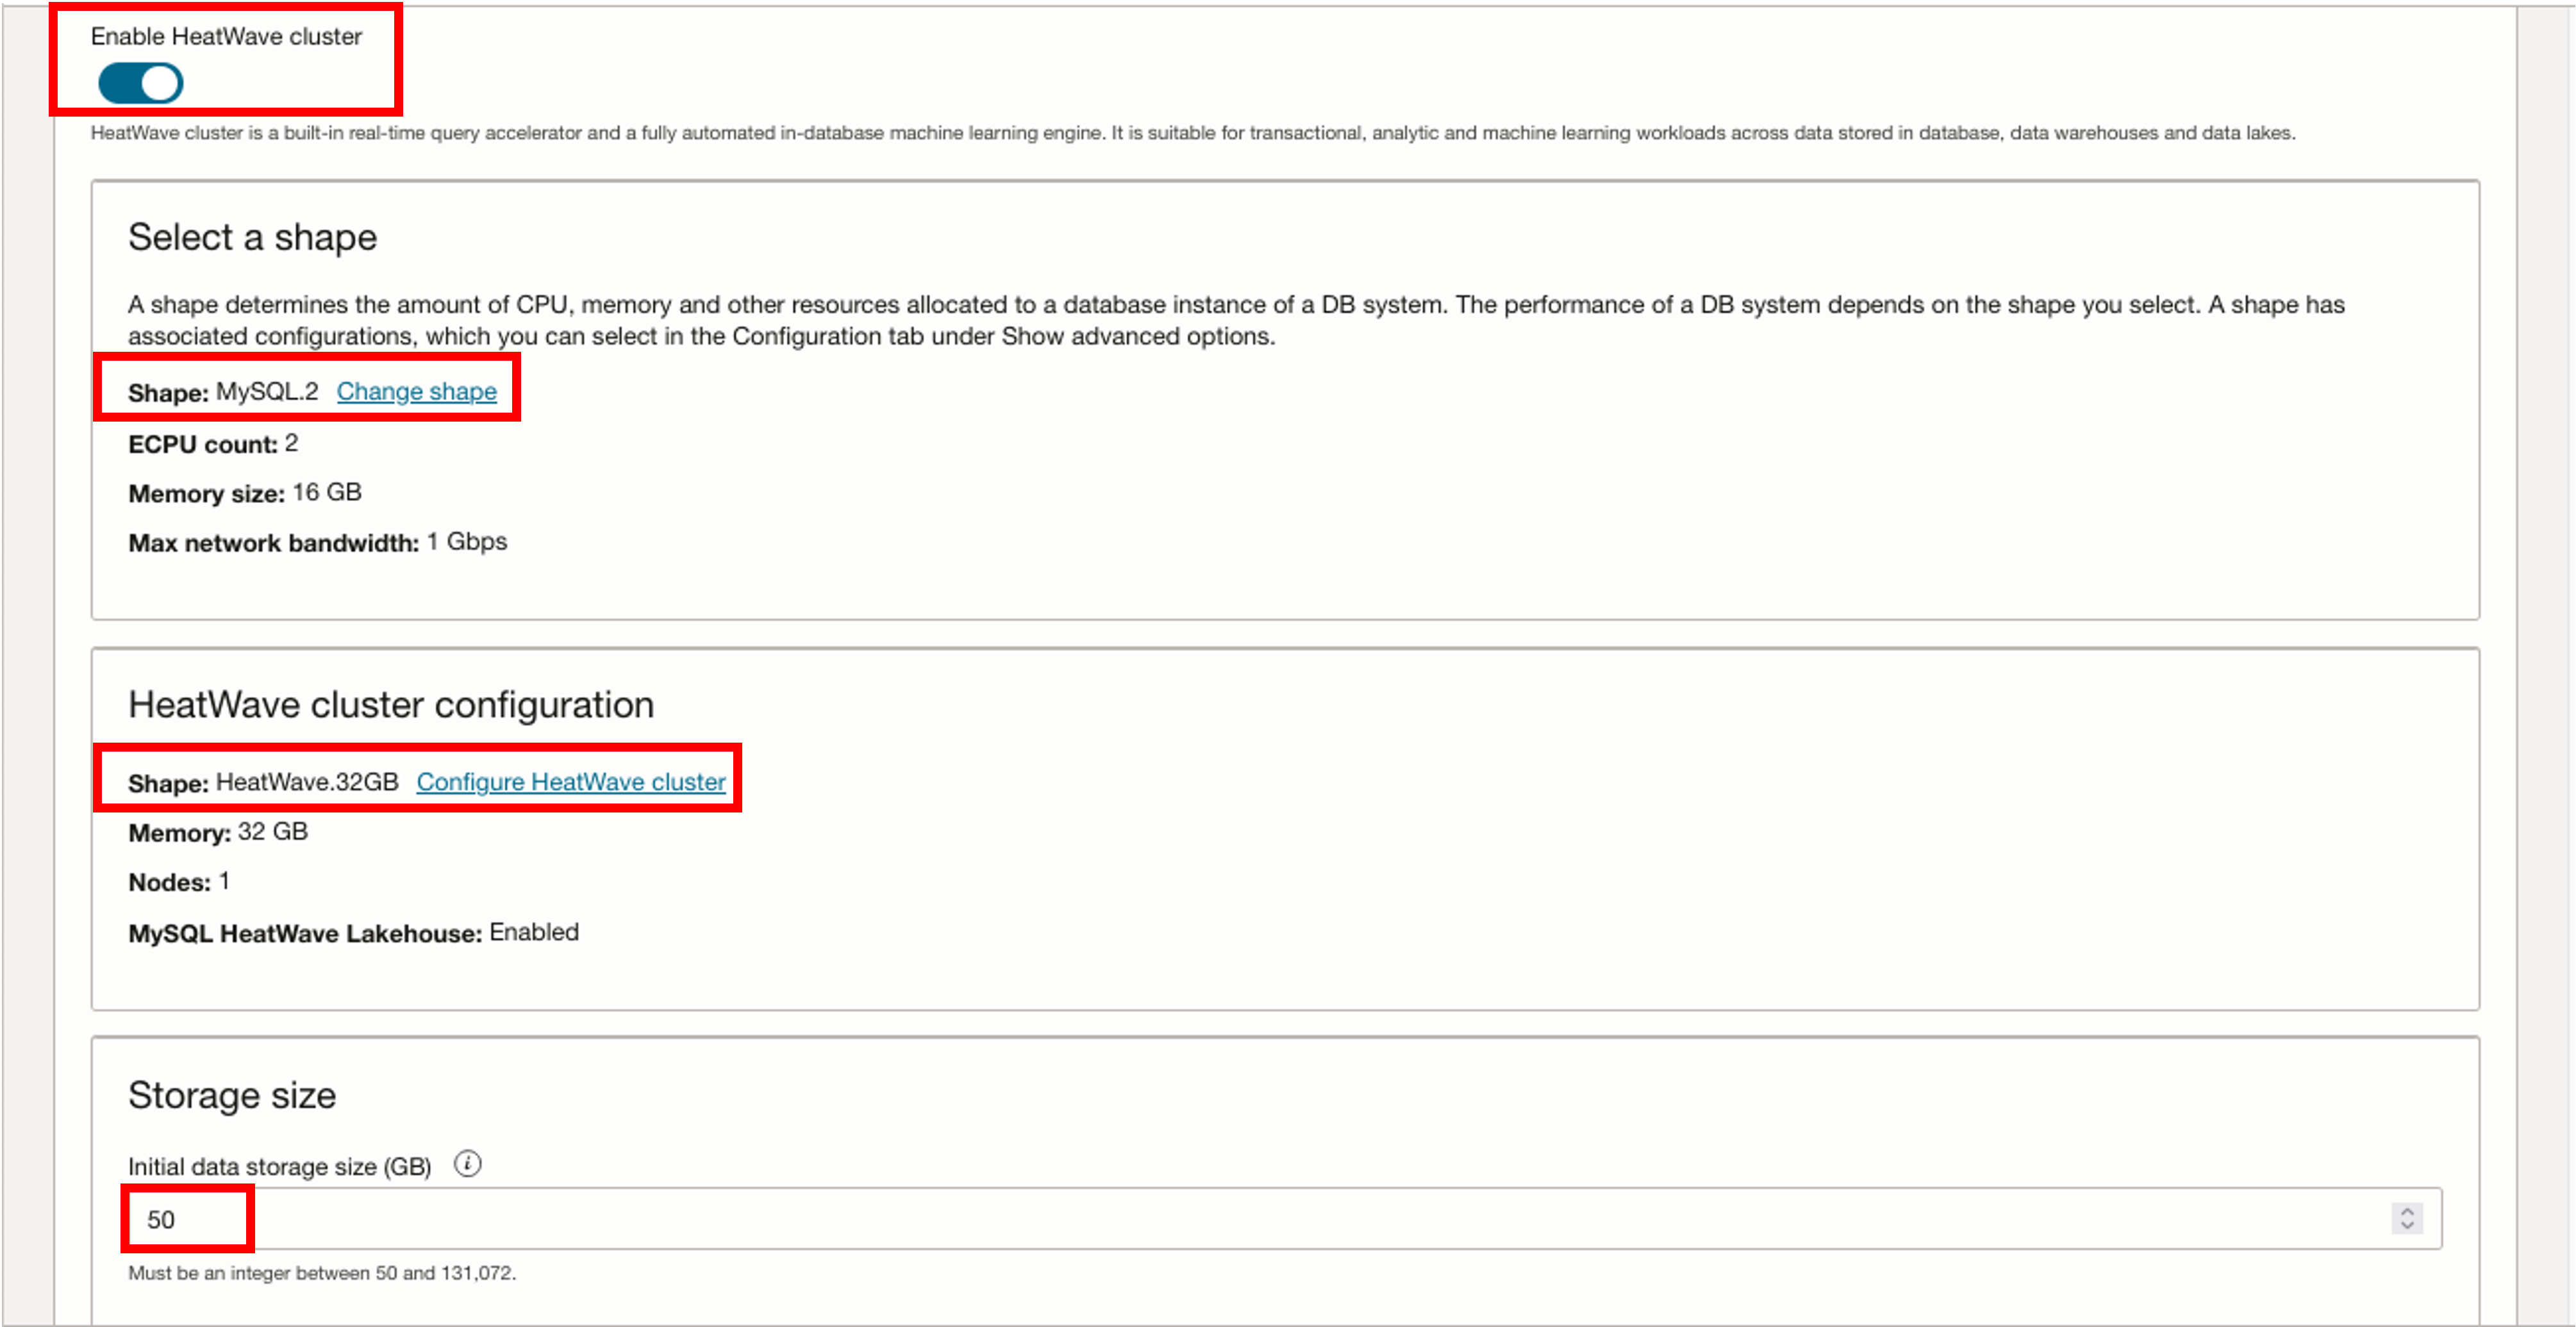 Enable HeatWave cluster
HeatWave cluster is a built-in real-time query accelerator and a fully automated in-database machine learning engine. It is suitable for transactional, analytic and machine learning workloads across data stored in database, data warehouses and data lakes.
Select a shape
A shape determines the amount of CPU, memory and other resources allocated to a database instance of a DB system. The performance of a DB system depends on the shape you select. A shape has
associated configurations, which you can select in the Configuration tab under Show advanced options.
Shape: MySQL.2 Change shape
ECPU count: 2
Memory size: 16 GB
Max network bandwidth: 1 Gbps
HeatWave cluster configuration
Shape: HeatWave.32GB Configure HeatWave cluster
Memory: 32 GB
Nodes: 1
MySQL HeatWave Lakehouse: Enabled
Storage size
Initial data storage size (GB)
50
Must be an integer between 50 and 131,072.